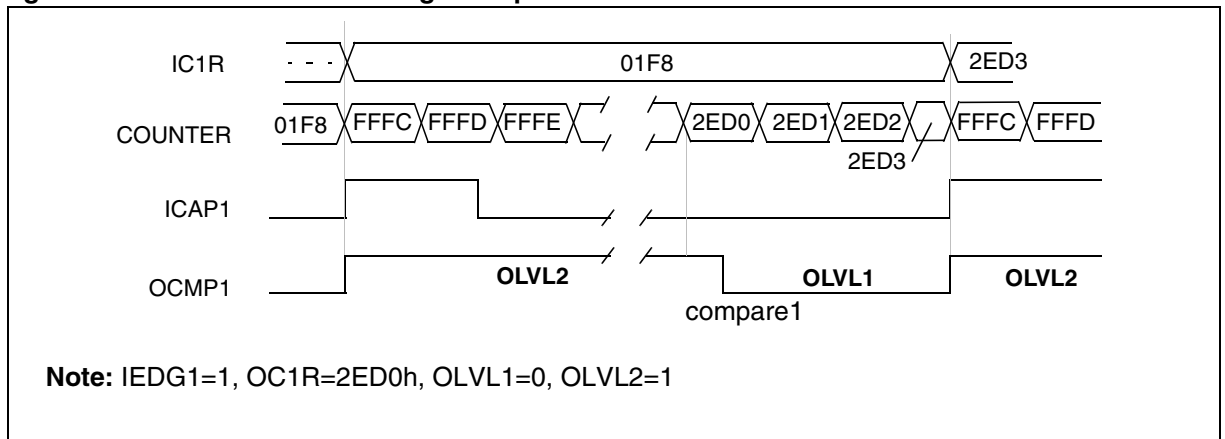 IC1R - - - 01F8 2ED3
COUNTER 01F8 FFFC FFFD FFFE 2ED0 2ED1 2ED2 FFFC FFFD
2ED3
ICAP1
OCMP1 OLVL2 OLVL1 OLVL2
compare1
Note: IEDG1=1, OC1R=2ED0h, OLVL1=0, OLVL2=1